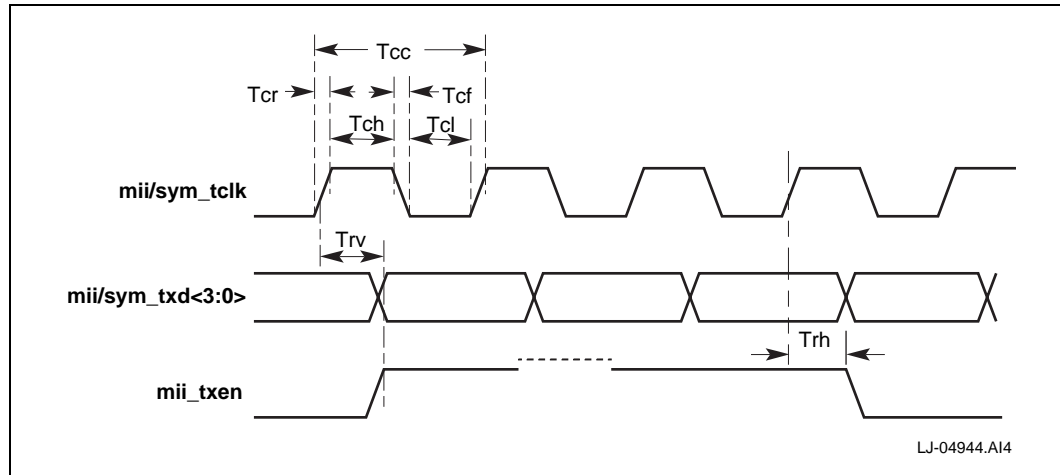 Tcc
Tcr
Tcf
Tch
Tcl
mii/sym_tclk
Trv
mii/sym_txd<3:0>
Trh
mii_txen
LJ-04944.AI4